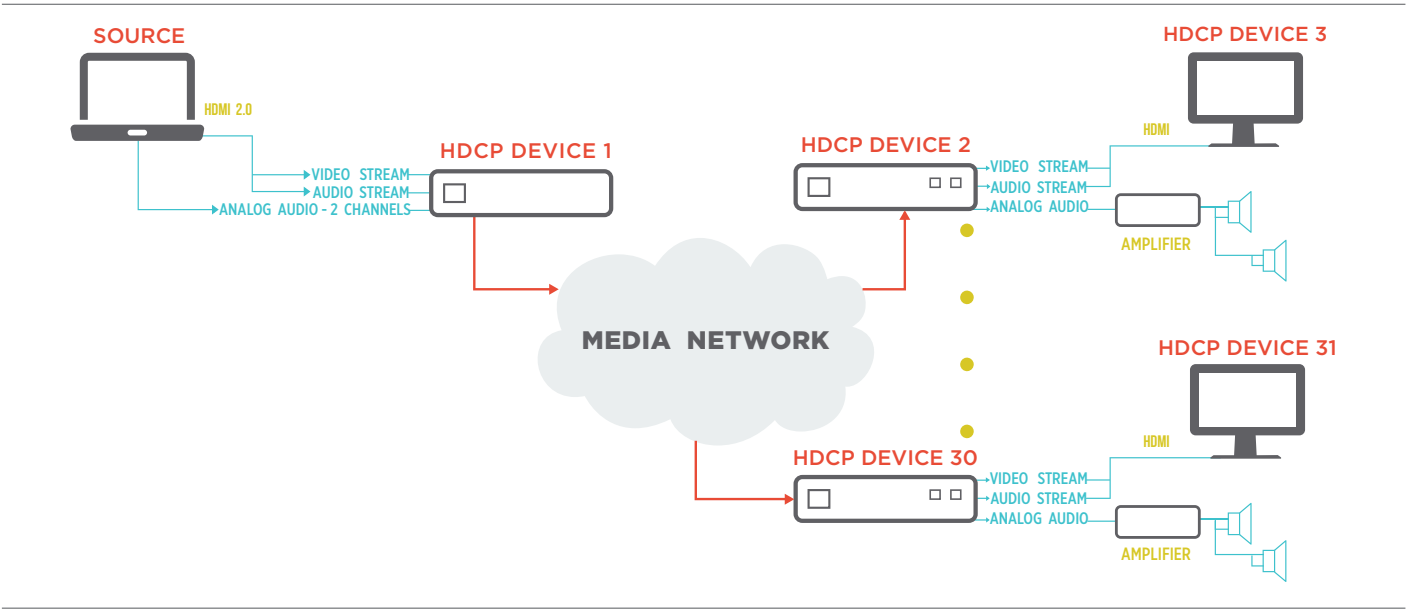 SOURCE
HDMI 2.0
VIDEO STREAM
AUDIO STREAM
ANALOG AUDIO - 2 CHANNELS
HDCP DEVICE 1
MEDIA NETWORK
HDCP DEVICE 2
VIDEO STREAM
AUDIO STREAM
ANALOG AUDIO
HDMI
HDCP DEVICE 3
AMPLIFIER
HDCP DEVICE 30
VIDEO STREAM
AUDIO STREAM
ANALOG AUDIO
HDMI
HDCP DEVICE 31
AMPLIFIER